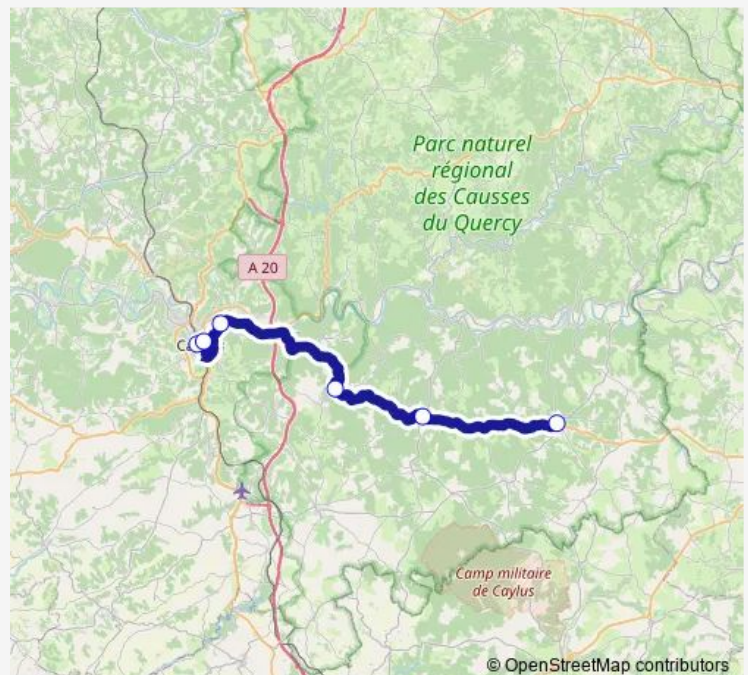 Parc naturel
régional
des Causses
du Quercy
A 20
Camp militaire
de Caylus
© OpenStreetMap contributors